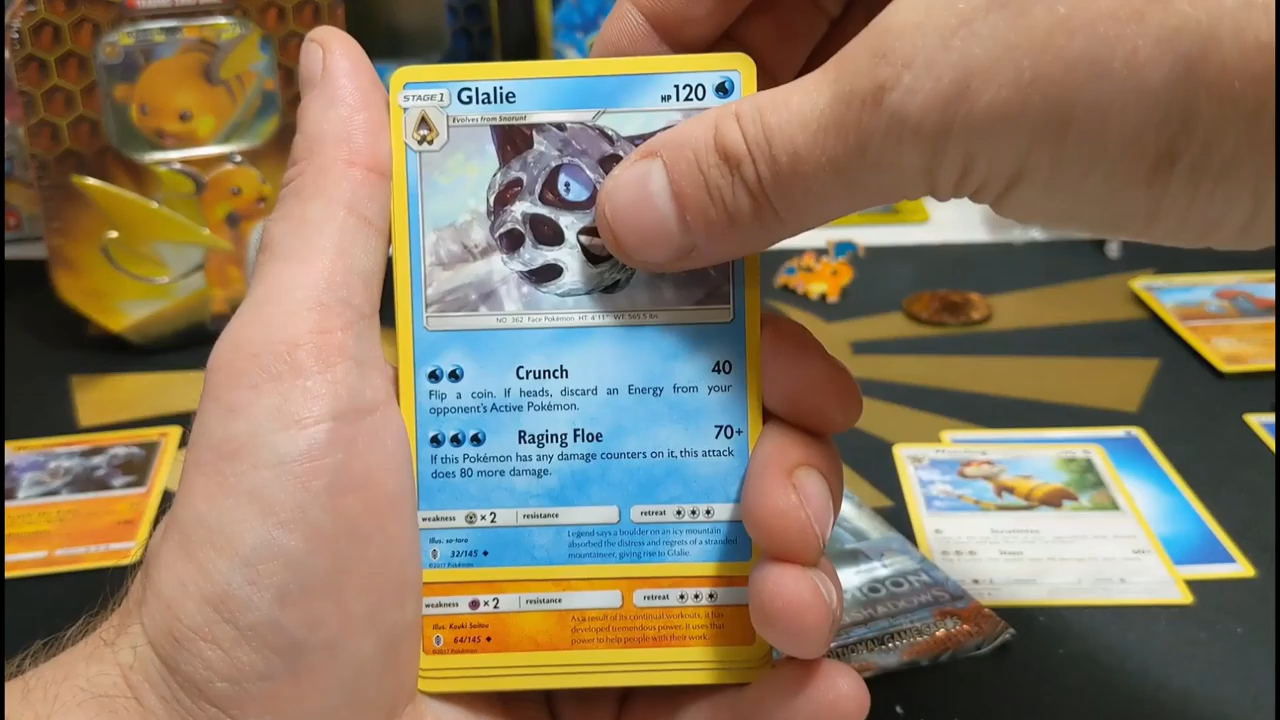 STAGE 1 Glalie HP 120
Evolves from Snorunt
NO. 362 Face Pokémon HT: 4'11" WT: 565.5 lbs
Crunch 40
Flip a coin. If heads, discard an Energy from your
opponent's Active Pokémon.
Raging Floe 70+
If this Pokémon has any damage counters on it, this attack
does 80 more damage.
weakness ×2 resistance retreat
Illus. so-taro
32/145
©2017 Pokémon
Legend says a boulder on an icy mountain
absorbed the distress and regrets of a stranded
mountaineer, giving rise to Glalie.
weakness ×2 resistance retreat
Illus. Kouki Saitou
64/145
©2017 Pokémon
As a result of its continual workouts, it has
developed tremendous power. It uses that
power to help people with their work.
MOON
SHADOWS